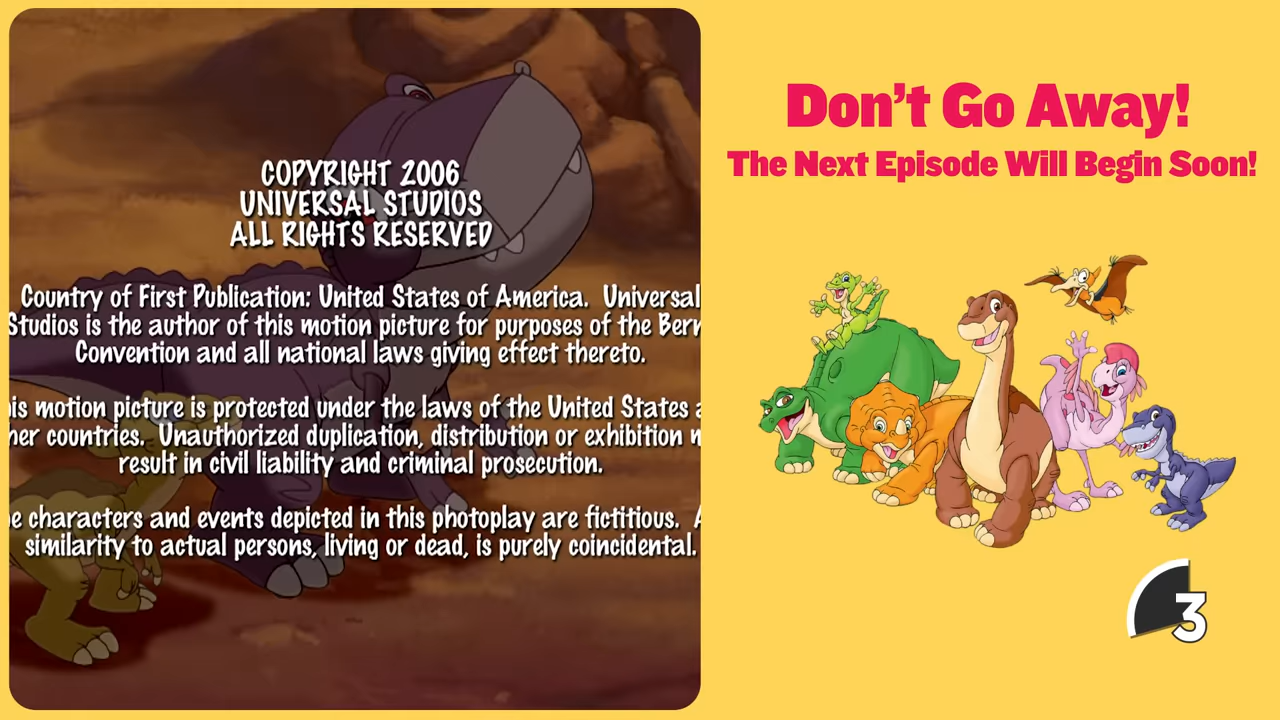 COPYRIGHT 2006
UNIVERSAL STUDIOS
ALL RIGHTS RESERVED
Country of First Publication: United States of America. Universal
Studios is the author of this motion picture for purposes of the Bern
Convention and all national laws giving effect thereto.
is motion picture is protected under the laws of the United States
her countries. Unauthorized duplication, distribution or exhibition
result in civil liability and criminal prosecution.
e characters and events depicted in this photoplay are fictitious. A
similarity to actual persons, living or dead, is purely coincidental.
Don't Go Away!
The Next Episode Will Begin Soon!
3